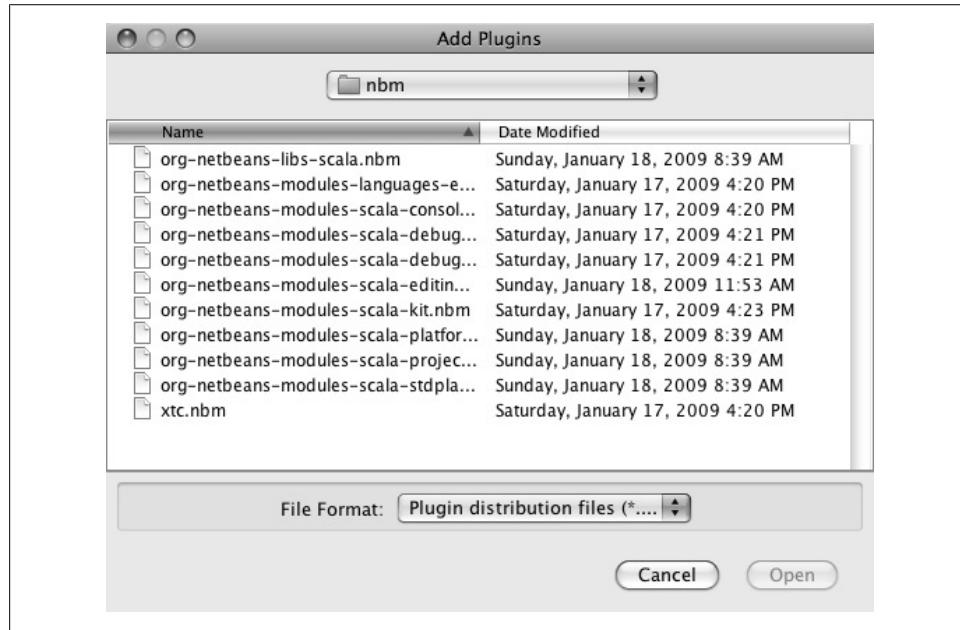 Add Plugins
nbm
Name Date Modified
org-netbeans-libs-scala.nbm Sunday, January 18, 2009 8:39 AM
org-netbeans-modules-languages-e... Saturday, January 17, 2009 4:20 PM
org-netbeans-modules-scala-consol... Saturday, January 17, 2009 4:20 PM
org-netbeans-modules-scala-debug... Saturday, January 17, 2009 4:21 PM
org-netbeans-modules-scala-debug... Saturday, January 17, 2009 4:21 PM
org-netbeans-modules-scala-editin... Sunday, January 18, 2009 11:53 AM
org-netbeans-modules-scala-kit.nbm Saturday, January 17, 2009 4:23 PM
org-netbeans-modules-scala-platfor... Sunday, January 18, 2009 8:39 AM
org-netbeans-modules-scala-projec... Sunday, January 18, 2009 8:39 AM
org-netbeans-modules-scala-stdpla... Sunday, January 18, 2009 8:39 AM
xtc.nbm Saturday, January 17, 2009 4:20 PM
File Format: Plugin distribution files (*....
Cancel Open